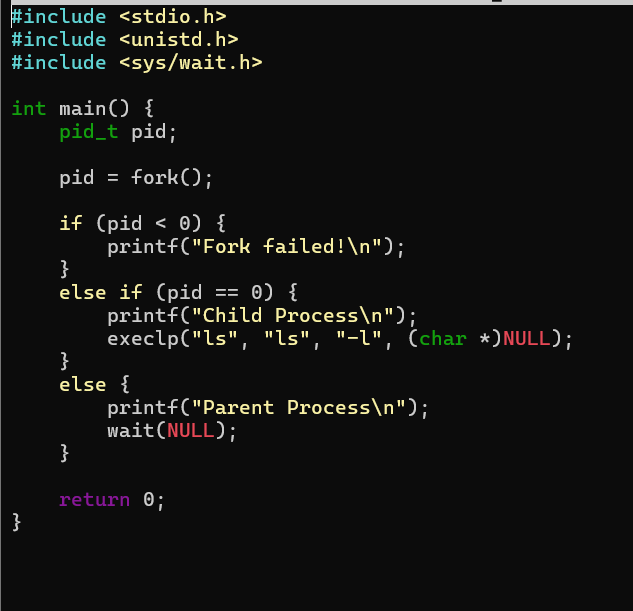 #include <stdio.h>
#include <unistd.h>
#include <sys/wait.h>

int main() {
    pid_t pid;

    pid = fork();

    if (pid < 0) {
        printf("Fork failed!\n");
    }
    else if (pid == 0) {
        printf("Child Process\n");
        execlp("ls", "ls", "-l", (char *)NULL);
    }
    else {
        printf("Parent Process\n");
        wait(NULL);
    }

    return 0;
}